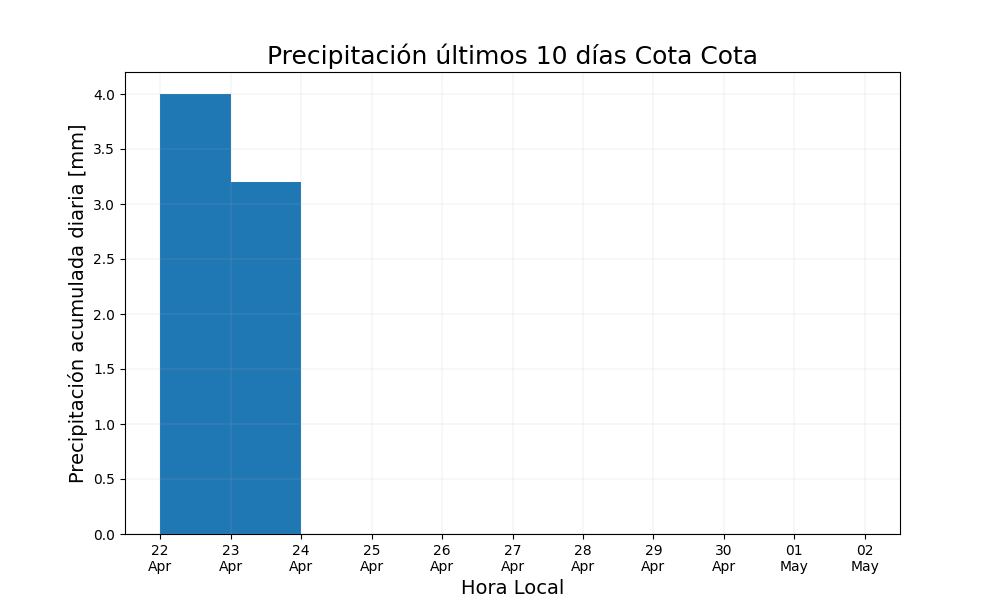 Precipitación últimos 10 días Cota Cota
Precipitación acumulada diaria [mm]
4.0
3.5
3.0
2.5
2.0
1.5
1.0
0.5
0.0
22 23 24 25 26 27 28 29 30 01 02
Apr Apr Apr Apr Apr Apr Apr Apr Apr May May
Hora Local